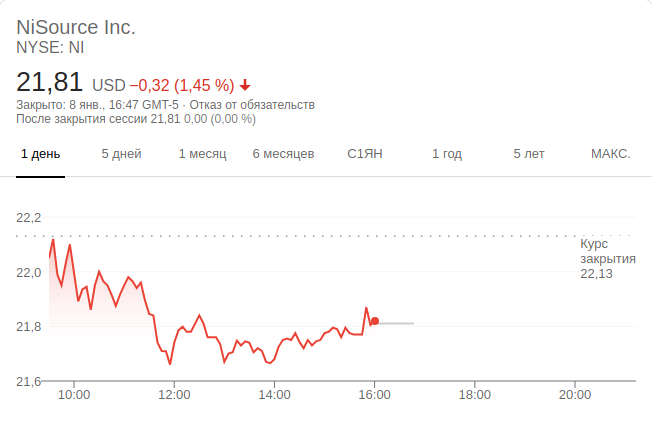 NiSource Inc.
NYSE: NI
21,81 USD −0,32 (1,45 %)
Закрыто: 8 янв., 16:47 GMT-5 · Отказ от обязательств
После закрытия сессии 21,81 0,00 (0,00 %)
1 день 5 дней 1 месяц 6 месяцев С1ЯН 1 год 5 лет МАКС.
22,2
Курс
закрытия
22,13
22,0
21,8
21,6
10:00 12:00 14:00 16:00 18:00 20:00